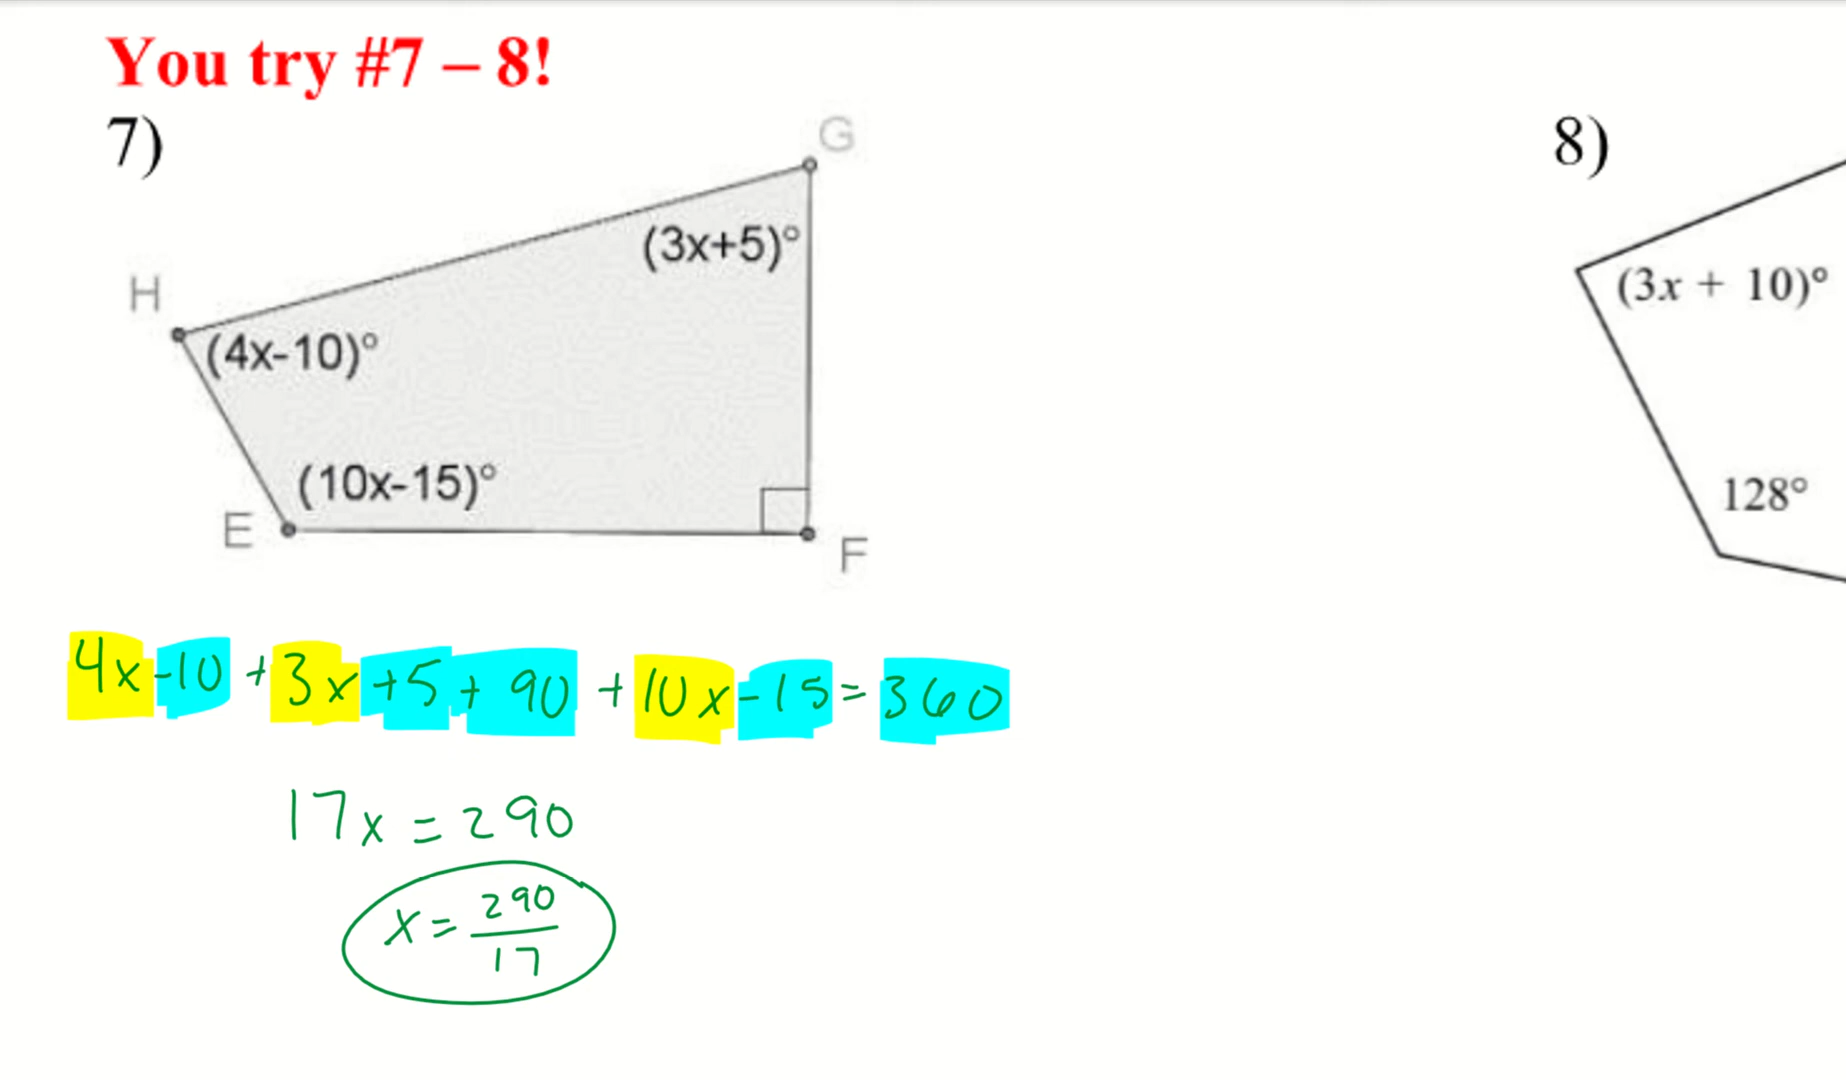 You try #7 – 8!
7)
8)
G
(3x+5)°
H
(4x-10)°
(10x-15)°
E
F
(3x + 10)°
128°
4x-10 +3x+5+ 90 +10x-15=360
17x = 290
x = 290/17